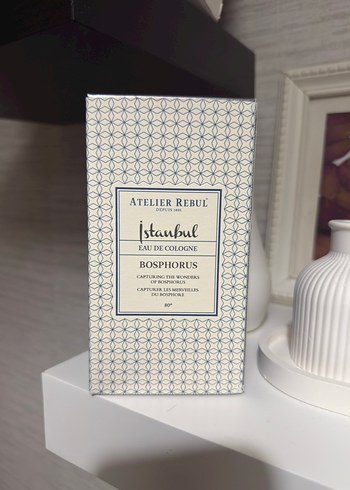 ATELIER REBUL
DEPUIS 1895
İstanbul
EAU DE COLOGNE
BOSPHORUS
CAPTURING THE WONDERS
OF BOSPHORUS
CAPTURER LES MERVEILLES
DU BOSPHORE
80°